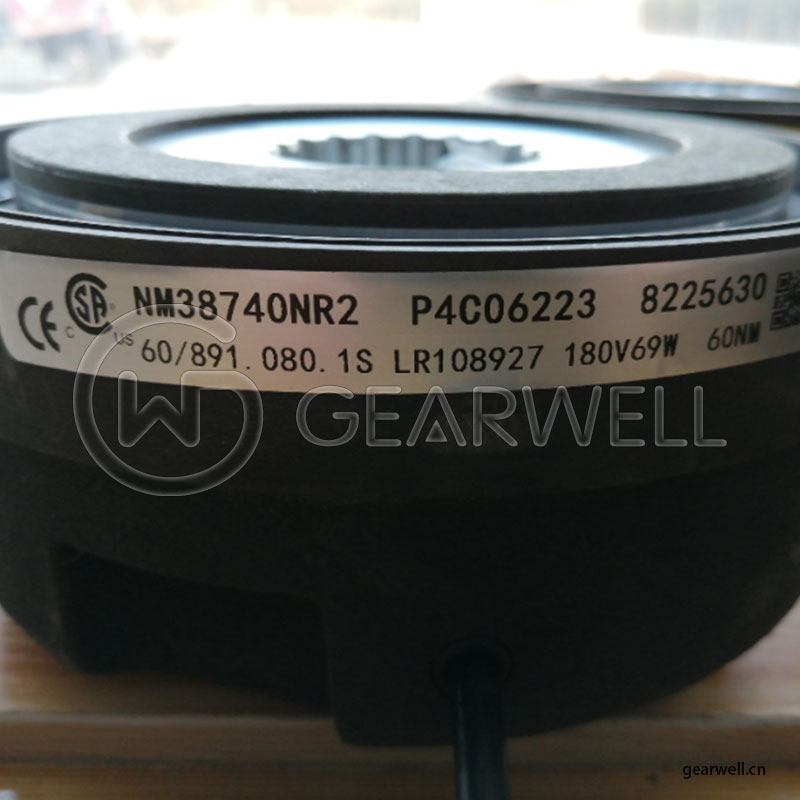 CE C SA US NM38740NR2 P4C06223 8225630
60/891.080.1S LR108927 180V69W 60NM
GEARWELL
gearwell.cn